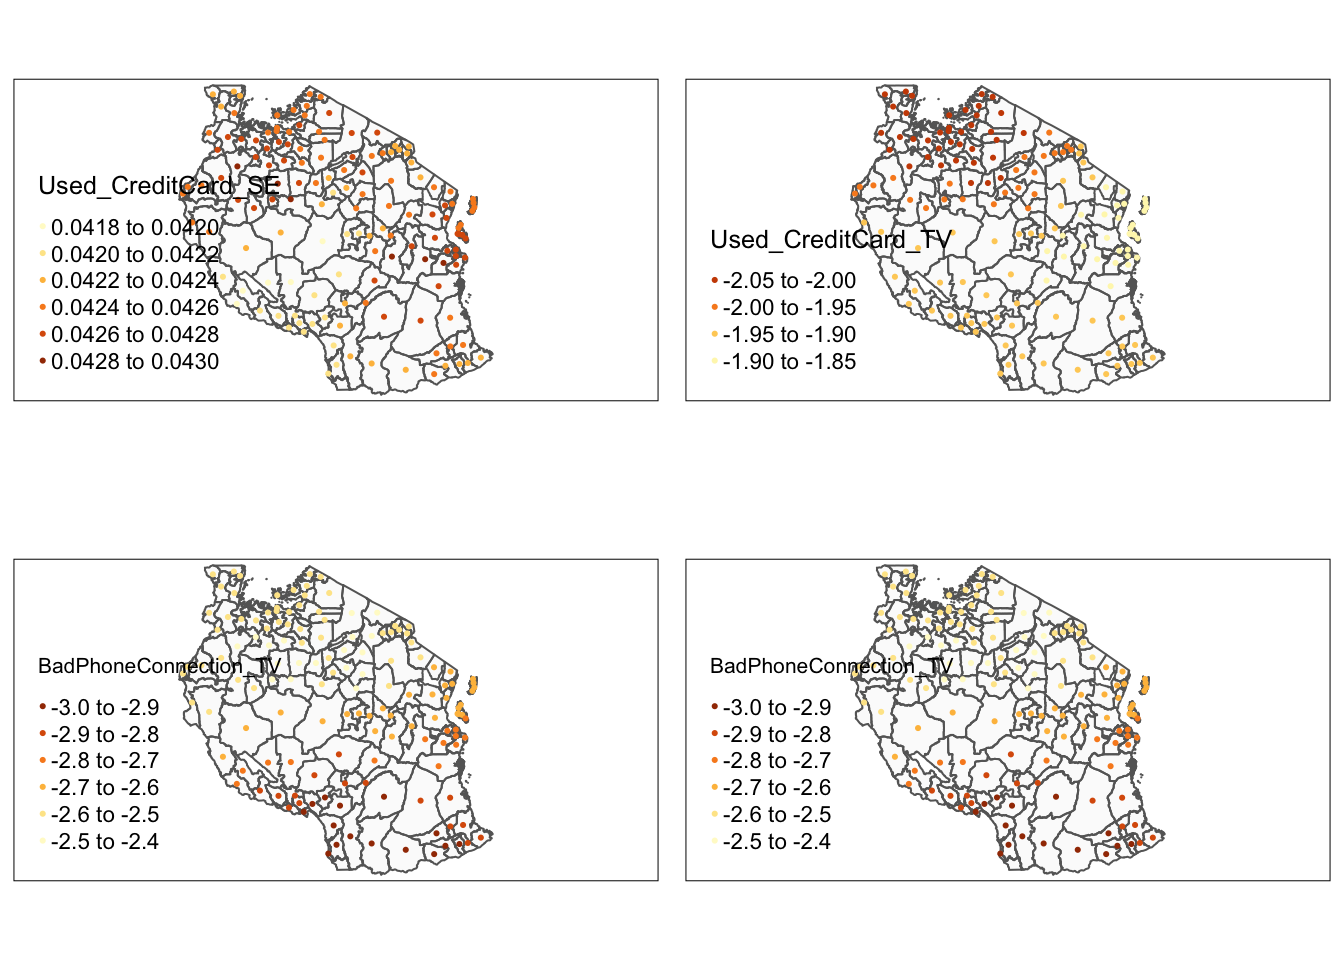 Used_CreditCard_SE
0.0418 to 0.0420
0.0420 to 0.0422
0.0422 to 0.0424
0.0424 to 0.0426
0.0426 to 0.0428
0.0428 to 0.0430
Used_CreditCard_TV
-2.05 to -2.00
-2.00 to -1.95
-1.95 to -1.90
-1.90 to -1.85
BadPhoneConnection_TV
-3.0 to -2.9
-2.9 to -2.8
-2.8 to -2.7
-2.7 to -2.6
-2.6 to -2.5
-2.5 to -2.4
BadPhoneConnection_TV
-3.0 to -2.9
-2.9 to -2.8
-2.8 to -2.7
-2.7 to -2.6
-2.6 to -2.5
-2.5 to -2.4